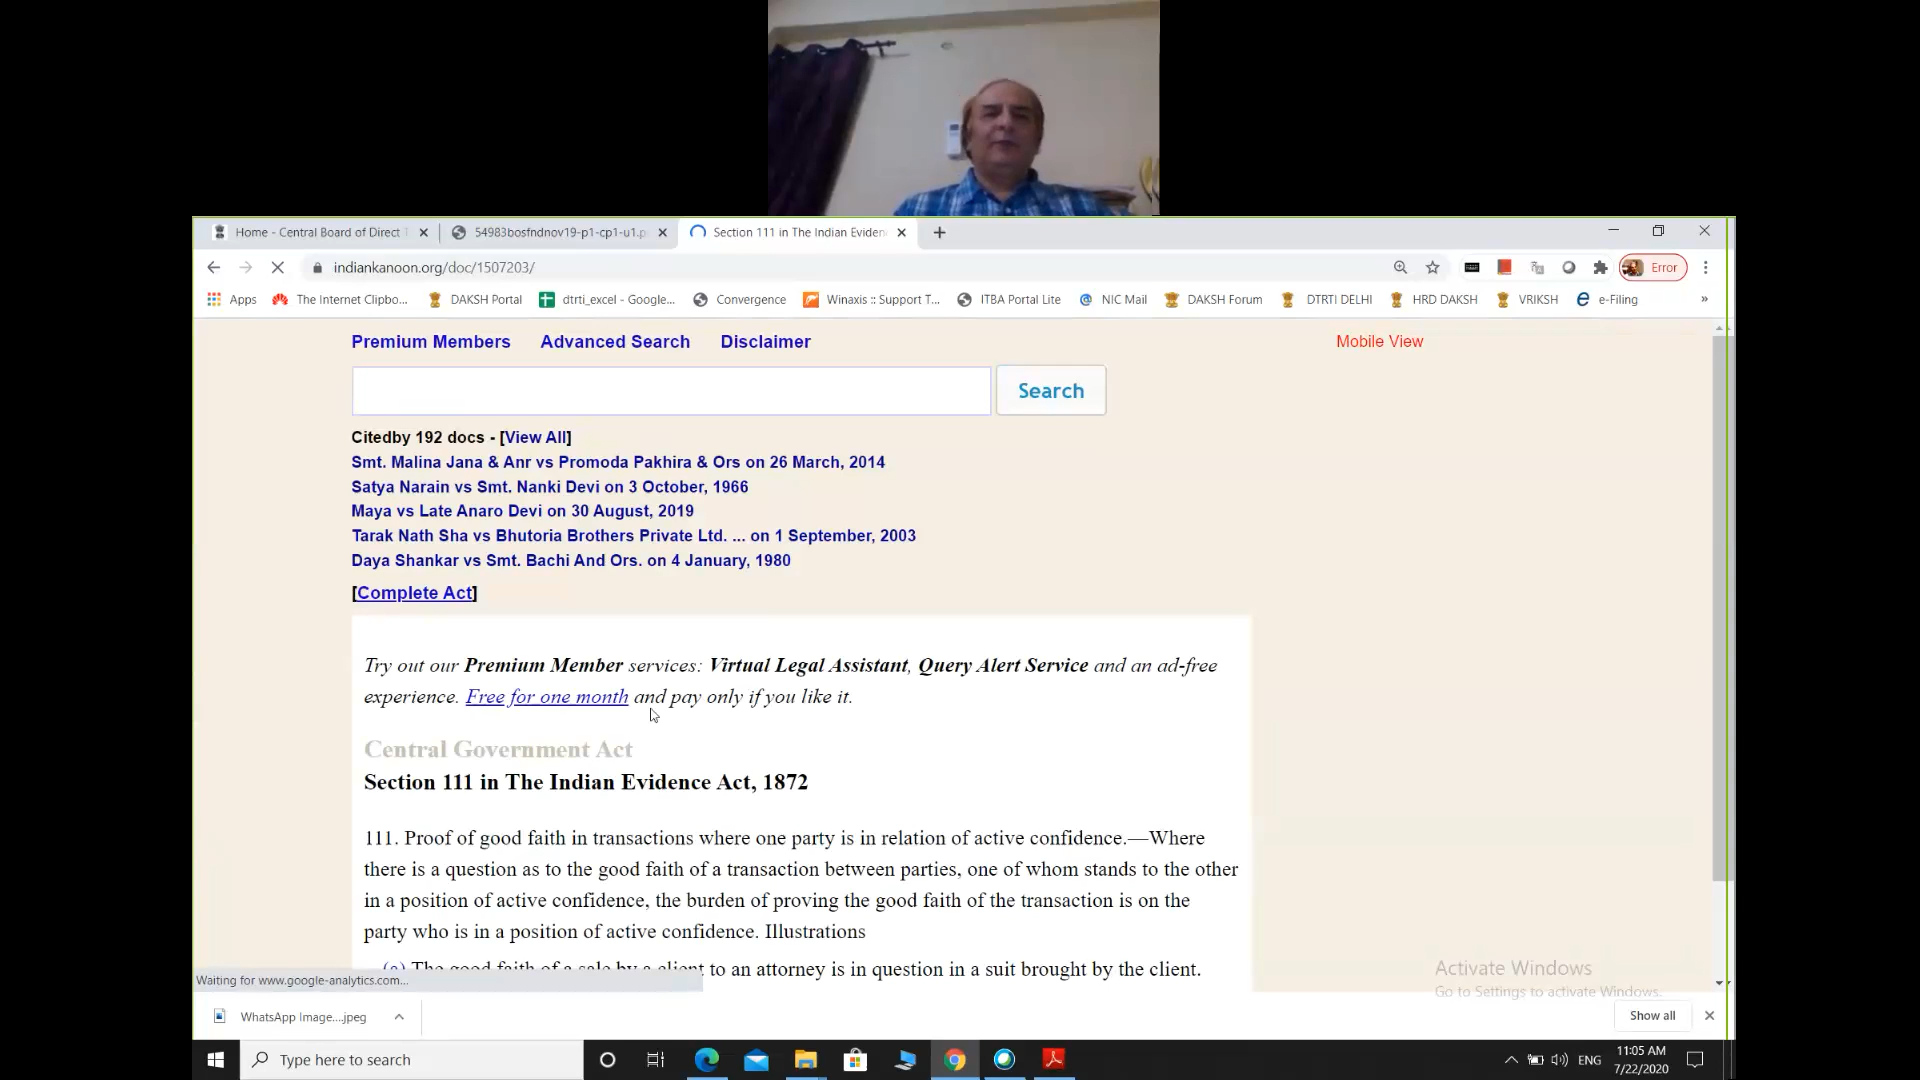 Home - Central Board of Direct T
54983bosfndnov19-p1-cp1-u1.p
Section 111 in The Indian Eviden
indiankanoon.org/doc/1507203/
Error
Apps
The Internet Clipbo...
DAKSH Portal
dtrti_excel - Google...
Convergence
Winaxis :: Support T...
ITBA Portal Lite
NIC Mail
DAKSH Forum
DTRTI DELHI
HRD DAKSH
VRIKSH
e-Filing
»
Premium Members Advanced Search Disclaimer
Mobile View
Search
Citedby 192 docs - [View All]
Smt. Malina Jana & Anr vs Promoda Pakhira & Ors on 26 March, 2014
Satya Narain vs Smt. Nanki Devi on 3 October, 1966
Maya vs Late Anaro Devi on 30 August, 2019
Tarak Nath Sha vs Bhutoria Brothers Private Ltd. ... on 1 September, 2003
Daya Shankar vs Smt. Bachi And Ors. on 4 January, 1980
[Complete Act]
Try out our Premium Member services: Virtual Legal Assistant, Query Alert Service and an ad-free
experience. Free for one month and pay only if you like it.
Central Government Act
Section 111 in The Indian Evidence Act, 1872
111. Proof of good faith in transactions where one party is in relation of active confidence.—Where
there is a question as to the good faith of a transaction between parties, one of whom stands to the other
in a position of active confidence, the burden of proving the good faith of the transaction is on the
party who is in a position of active confidence. Illustrations
(a) The good faith of a sale by a client to an attorney is in question in a suit brought by the client.
Activate Windows
Go to Settings to activate Windows.
Waiting for www.google-analytics.com...
WhatsApp Image....jpeg
Show all
Type here to search
ENG
11:05 AM
7/22/2020